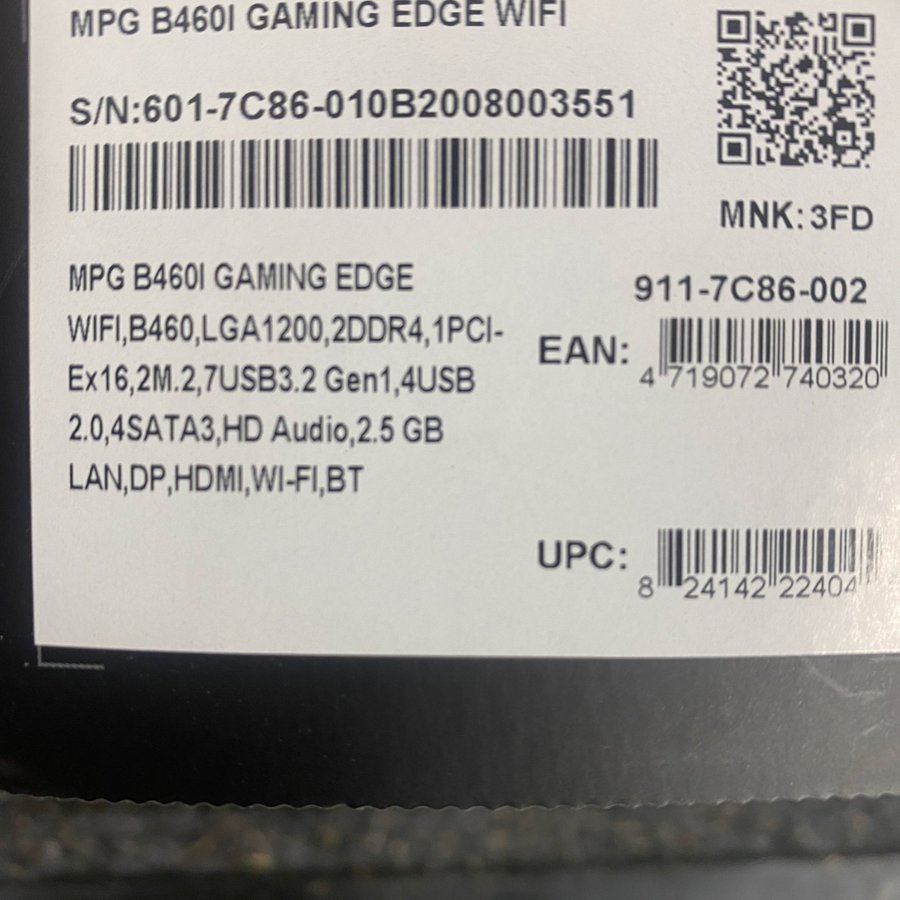 MPG B460I GAMING EDGE WIFI
S/N:601-7C86-010B2008003551
MNK: 3FD
MPG B460I GAMING EDGE
WIFI,B460,LGA1200,2DDR4,1PCI-
Ex16,2M.2,7USB3.2 Gen1,4USB
2.0,4SATA3,HD Audio,2.5 GB
LAN,DP,HDMI,WI-FI,BT
911-7C86-002
EAN:
4 719072 740320
UPC:
8 24142 22404